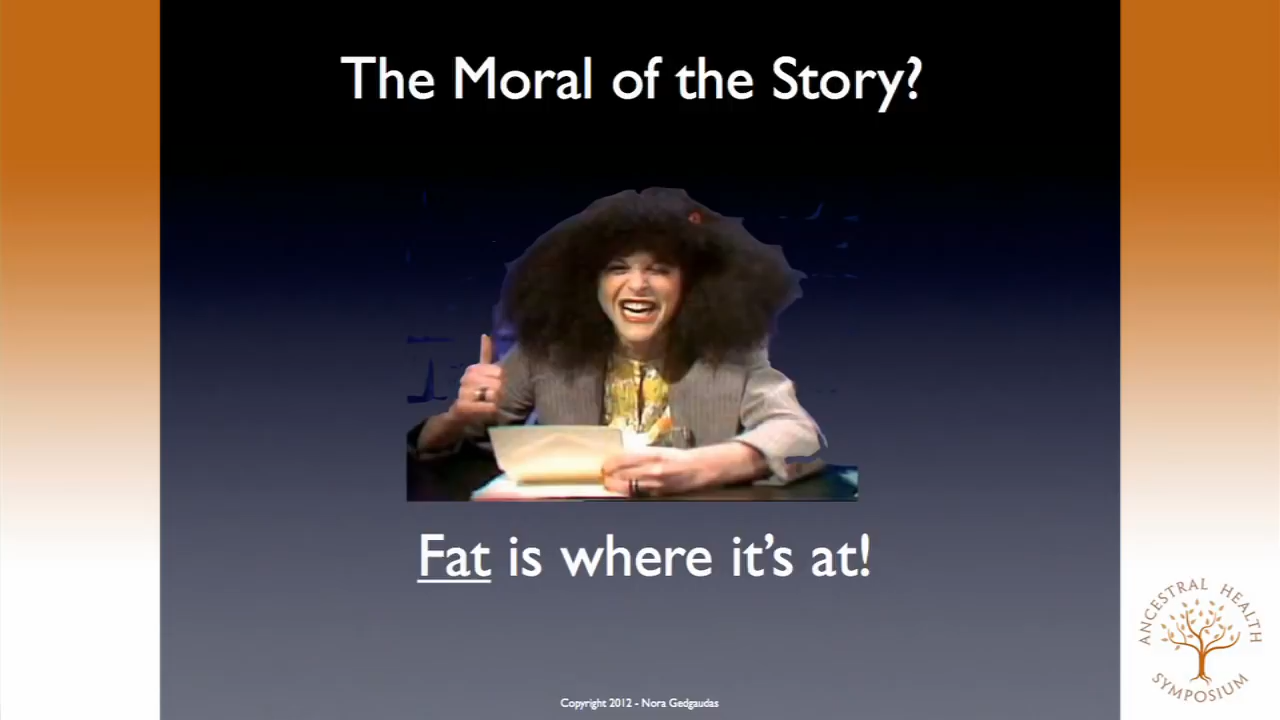 The Moral of the Story?
Fat is where it's at!
ANCESTRAL HEALTH
SYMPOSIUM
Copyright 2012 - Nora Gedgaudas